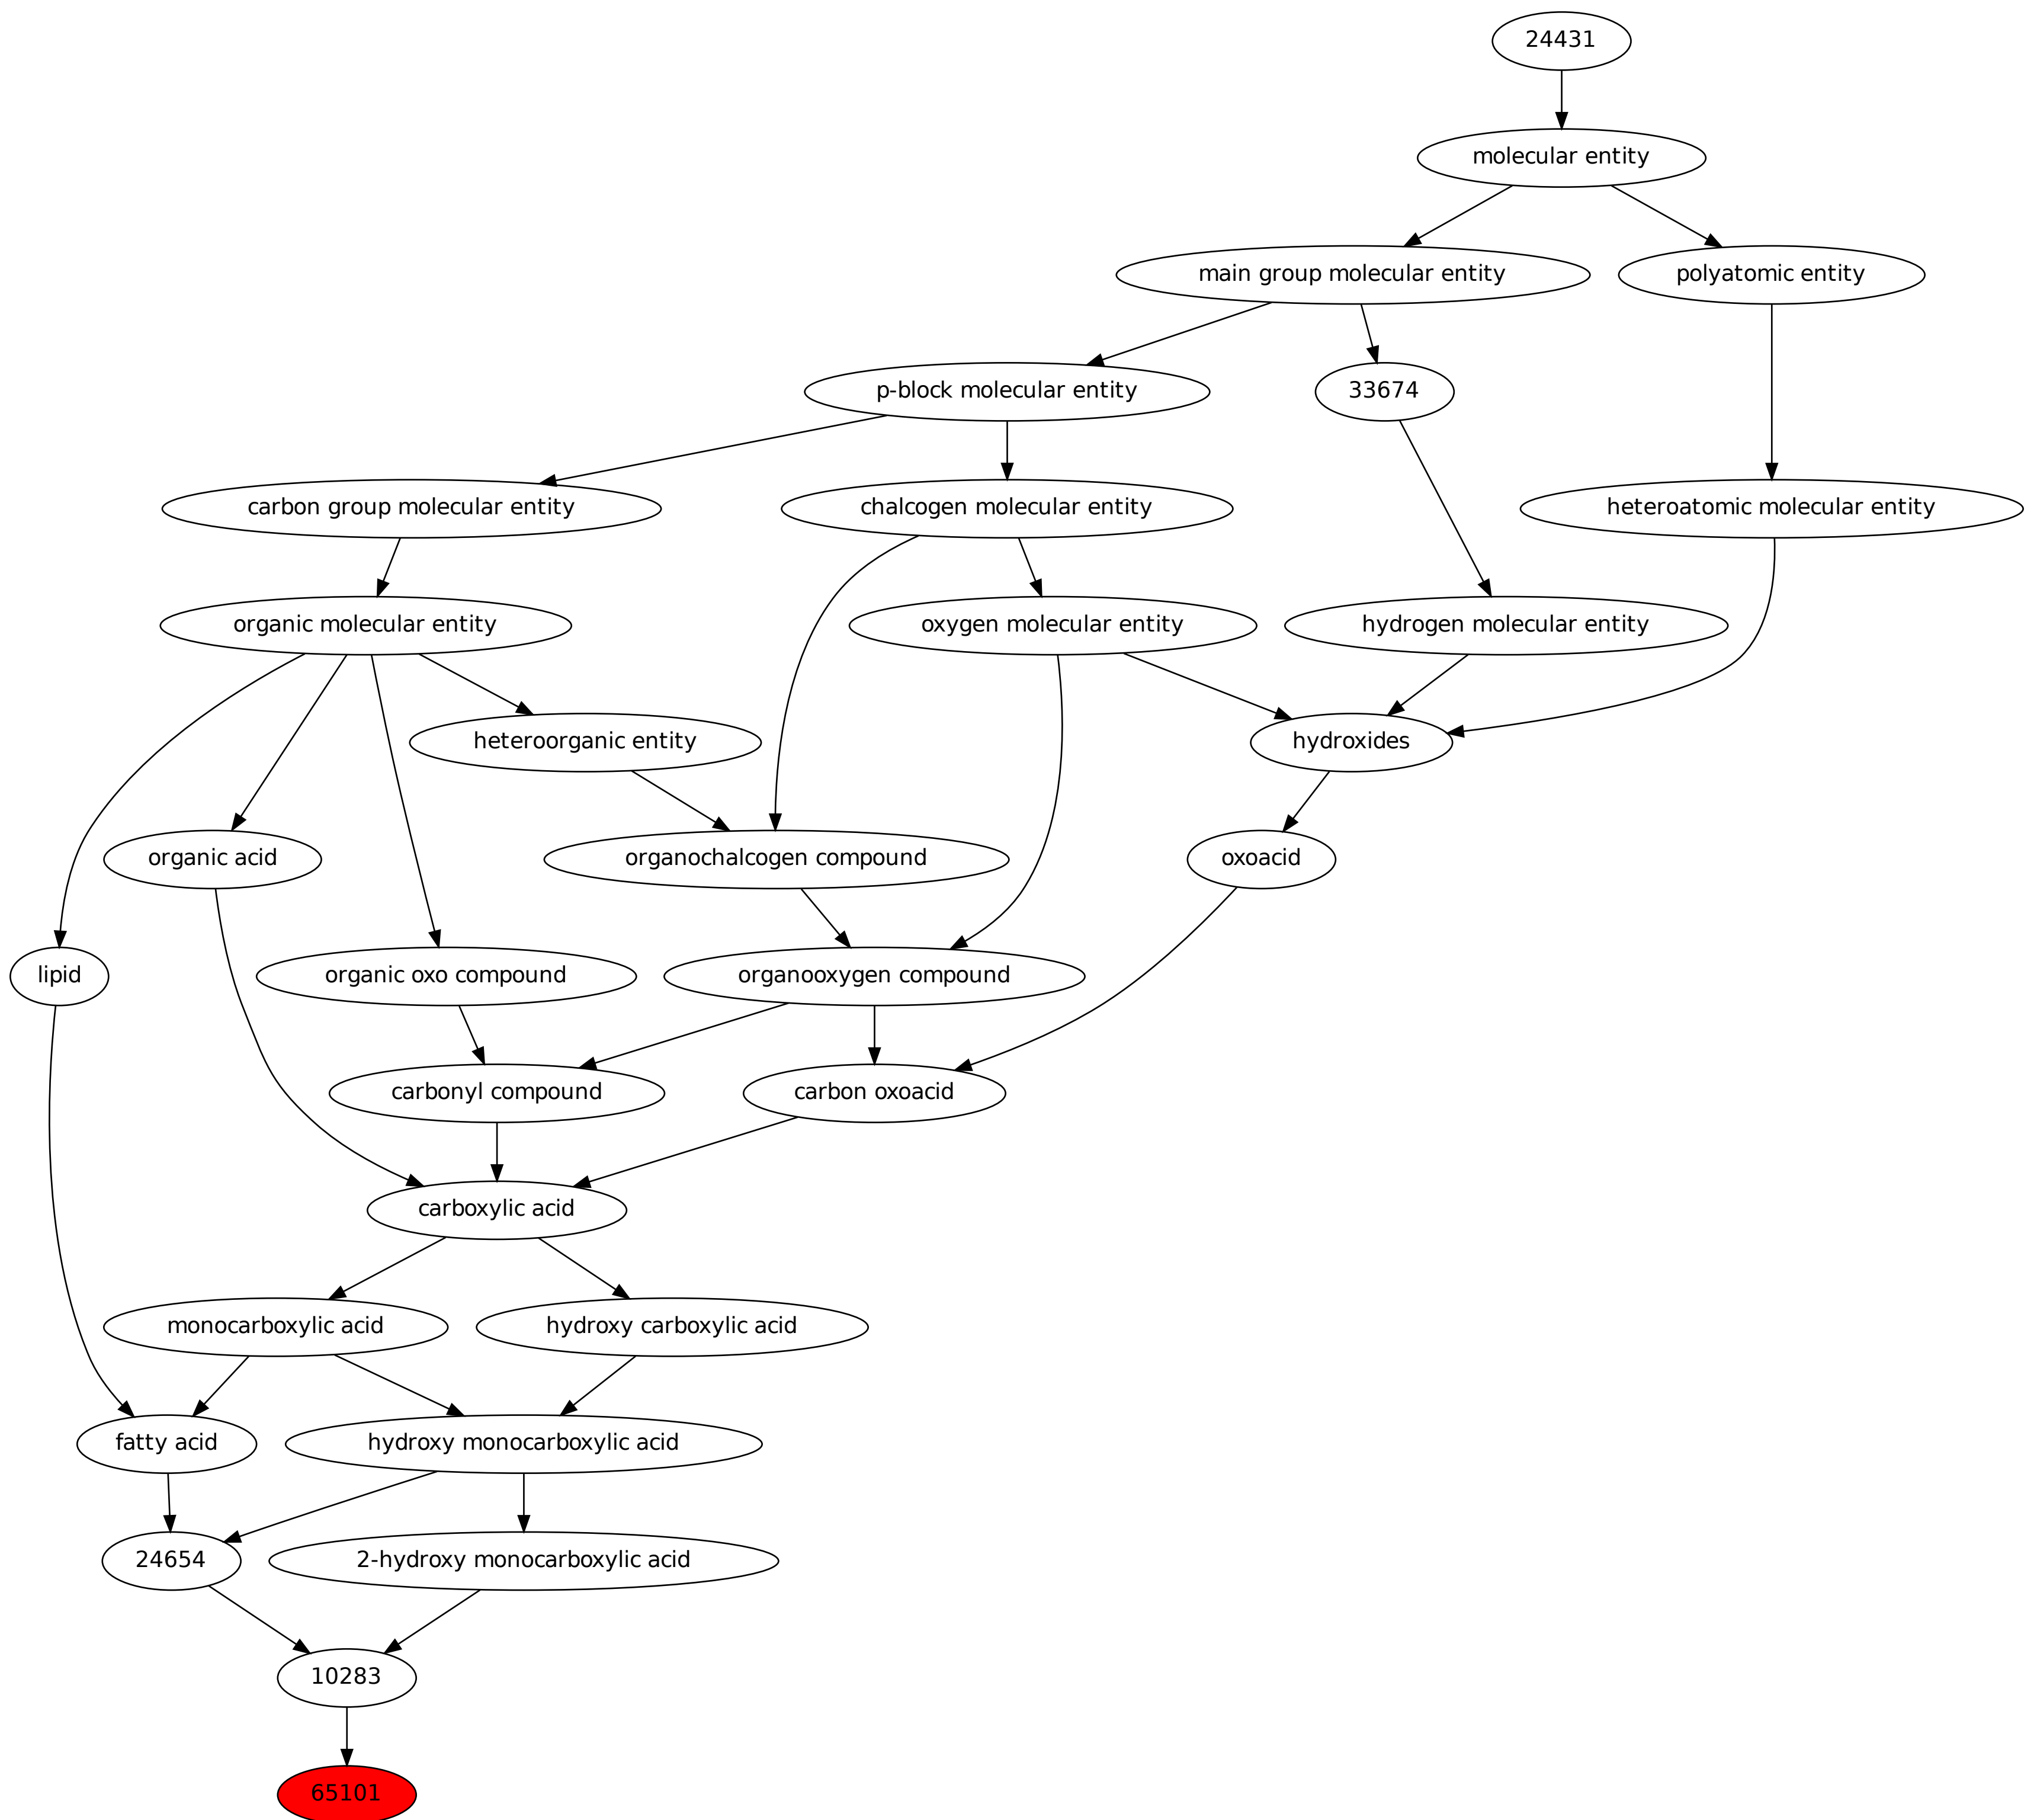 24431
molecular entity
main group molecular entity
polyatomic entity
p-block molecular entity
33674
carbon group molecular entity
chalcogen molecular entity
heteroatomic molecular entity
organic molecular entity
oxygen molecular entity
hydrogen molecular entity
heteroorganic entity
hydroxides
organic acid
organochalcogen compound
oxoacid
lipid
organic oxo compound
organooxygen compound
carbonyl compound
carbon oxoacid
carboxylic acid
monocarboxylic acid
hydroxy carboxylic acid
fatty acid
hydroxy monocarboxylic acid
24654
2-hydroxy monocarboxylic acid
10283
65101